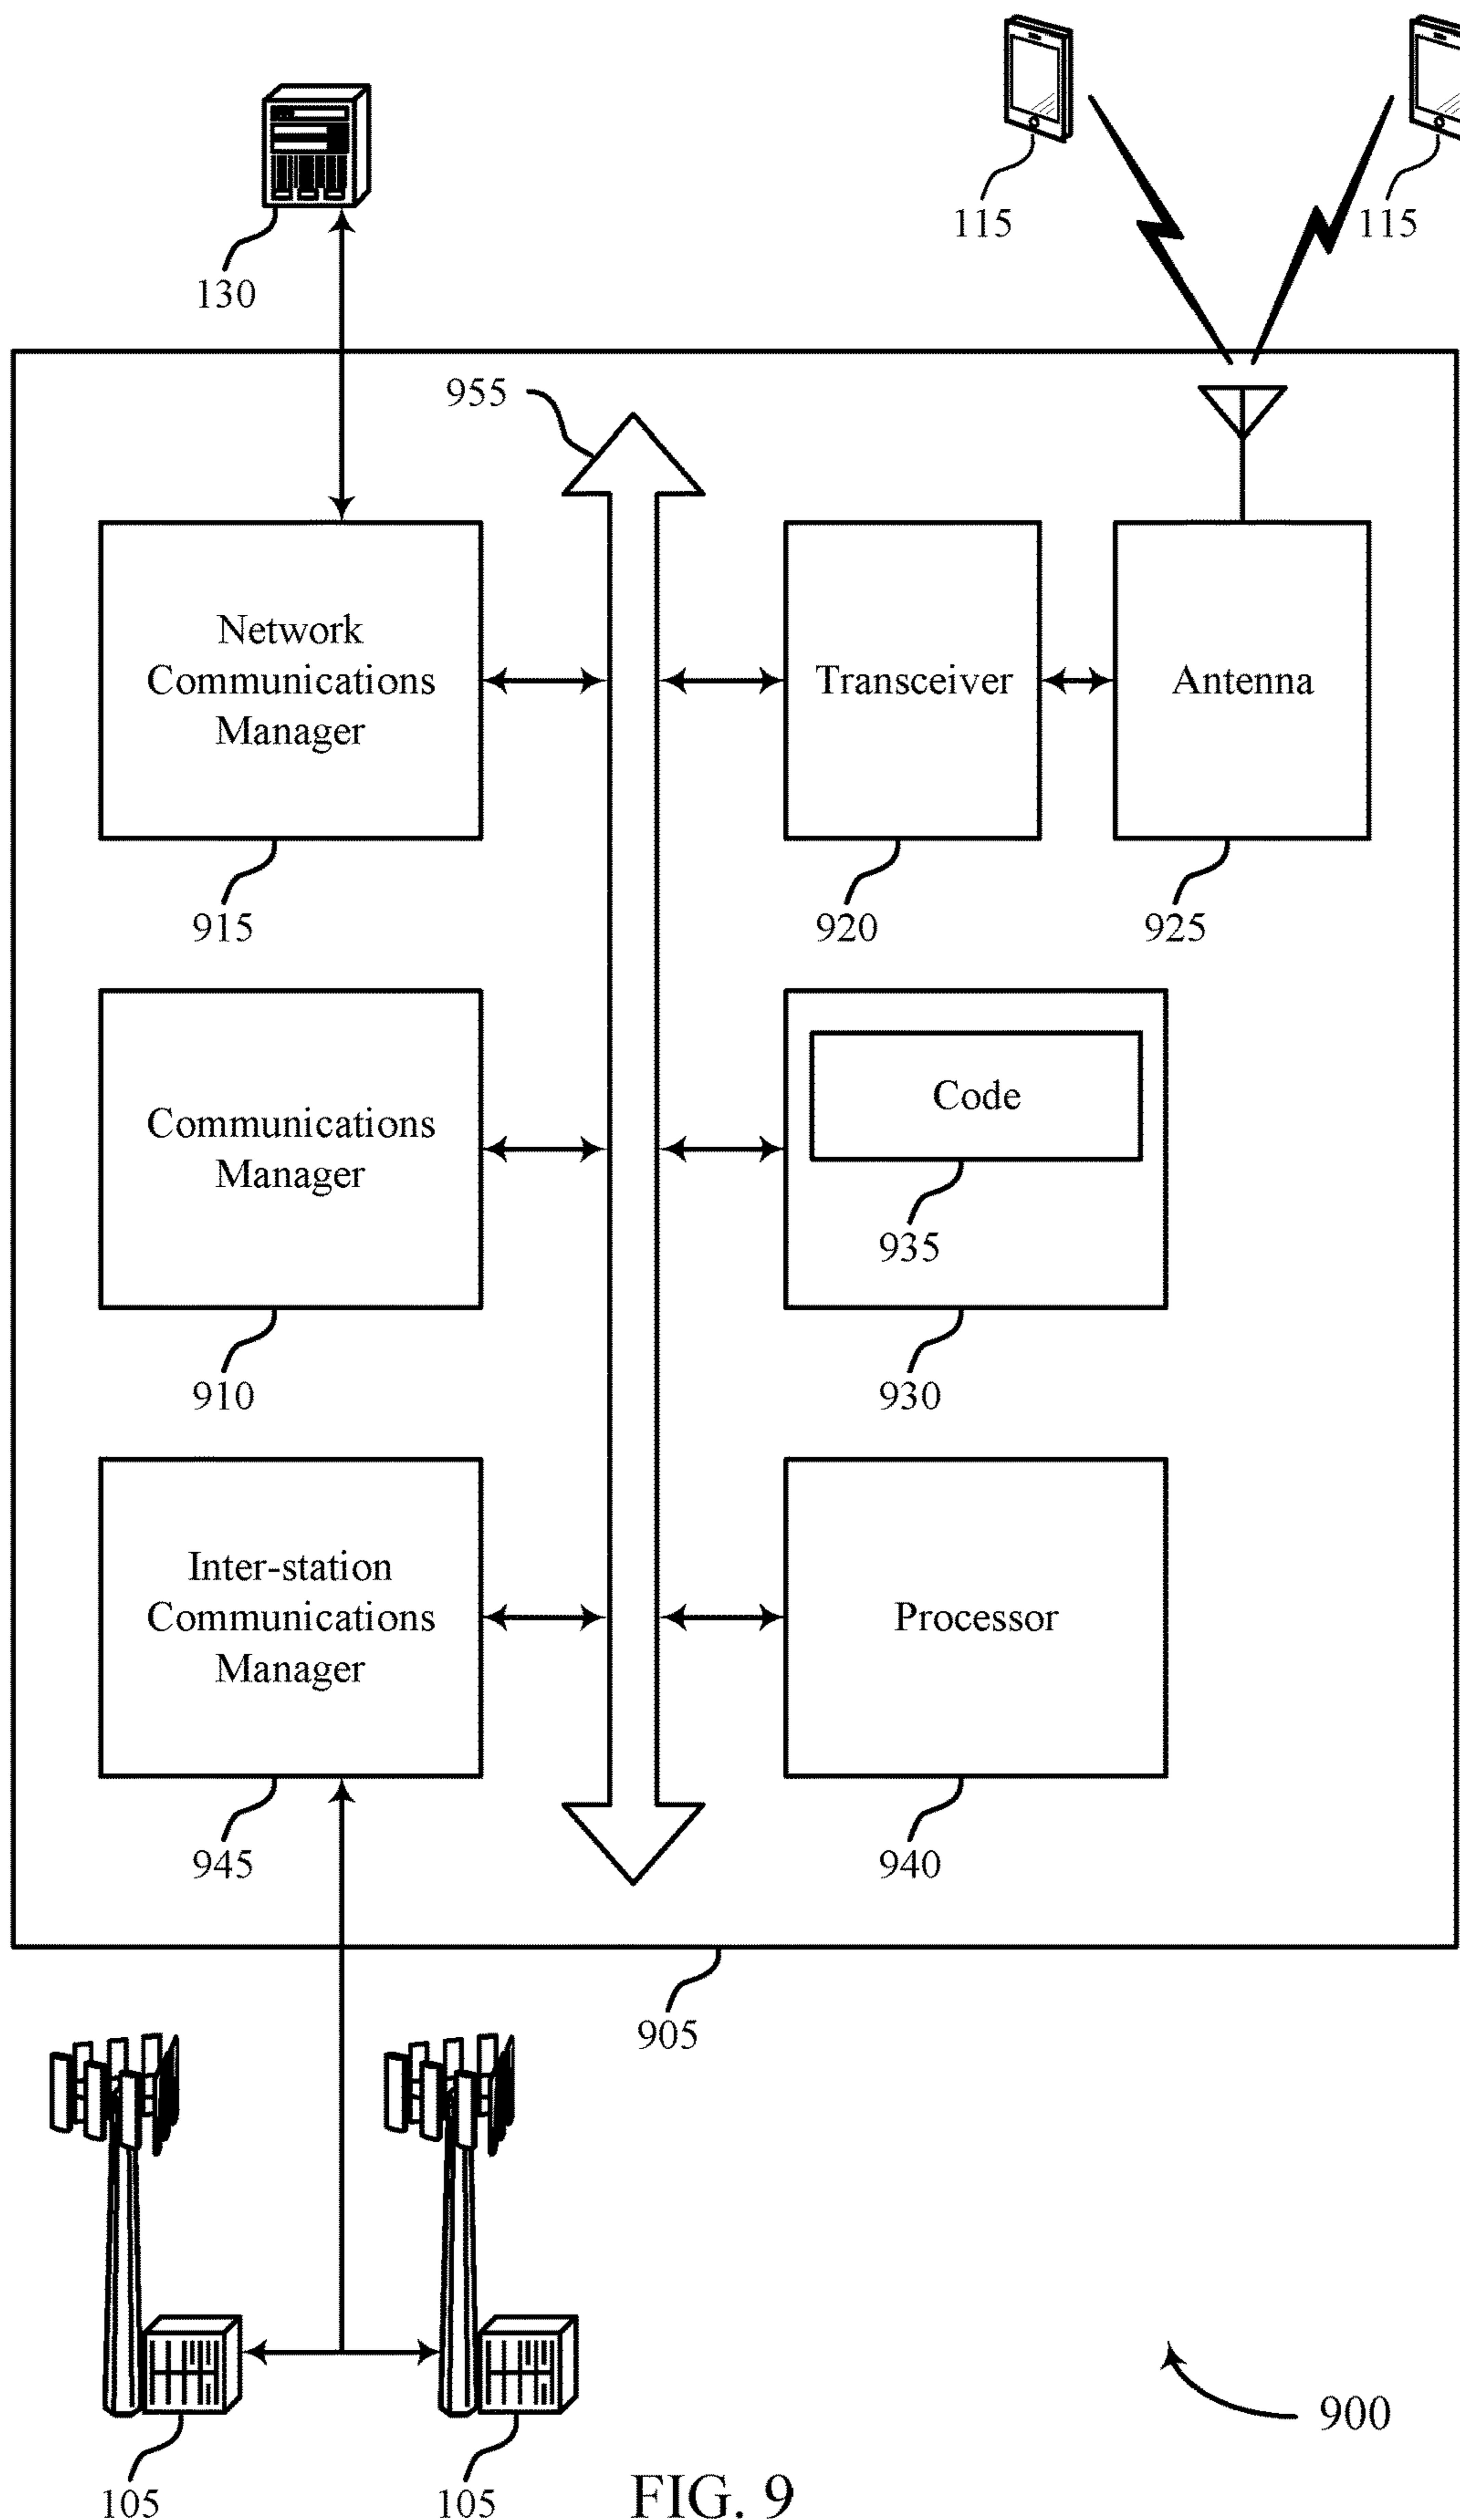 115
115
130
955
Network
Communications
Manager
Transceiver
Antenna
915
920
925
Code
Communications
Manager
935
910
930
Inter-station
Communications
Manager
Processor
945
940
905
900
105
105
FIG. 9